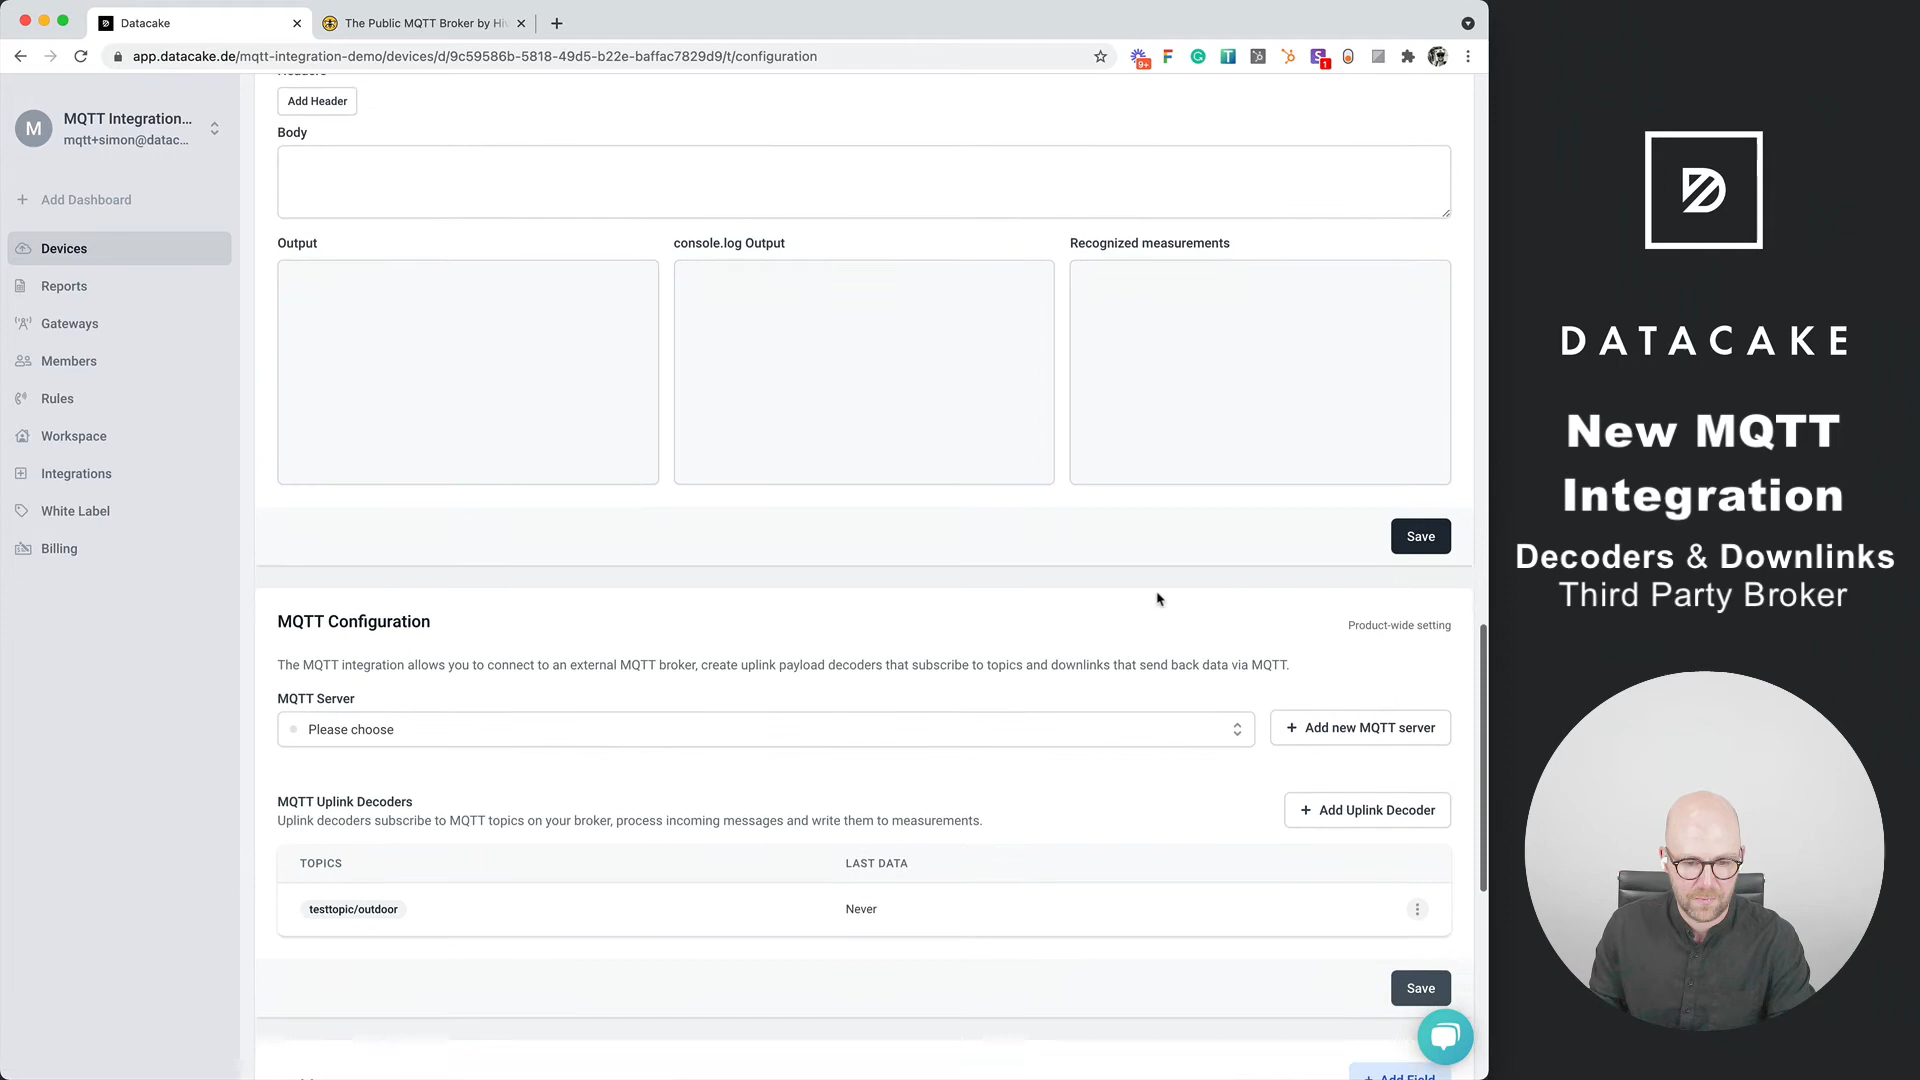 Datacake
The Public MQTT Broker by Hi
app.datacake.de/mqtt-integration-demo/devices/d/9c59586b-5818-49d5-b22e-baffac7829d9/t/configuration
9+
1
M
MQTT Integration...
mqtt+simon@datac...
Add Dashboard
Devices
Reports
Gateways
Members
Rules
Workspace
Integrations
White Label
Billing
Headers
Add Header
Body
Output
console.log Output
Recognized measurements
Save
MQTT Configuration
Product-wide setting
The MQTT integration allows you to connect to an external MQTT broker, create uplink payload decoders that subscribe to topics and downlinks that send back data via MQTT.
MQTT Server
Please choose
+ Add new MQTT server
MQTT Uplink Decoders
Uplink decoders subscribe to MQTT topics on your broker, process incoming messages and write them to measurements.
+ Add Uplink Decoder
TOPICS
LAST DATA
testtopic/outdoor
Never
Save
+ Add Field
DATACAKE
New MQTT
Integration
Decoders & Downlinks
Third Party Broker